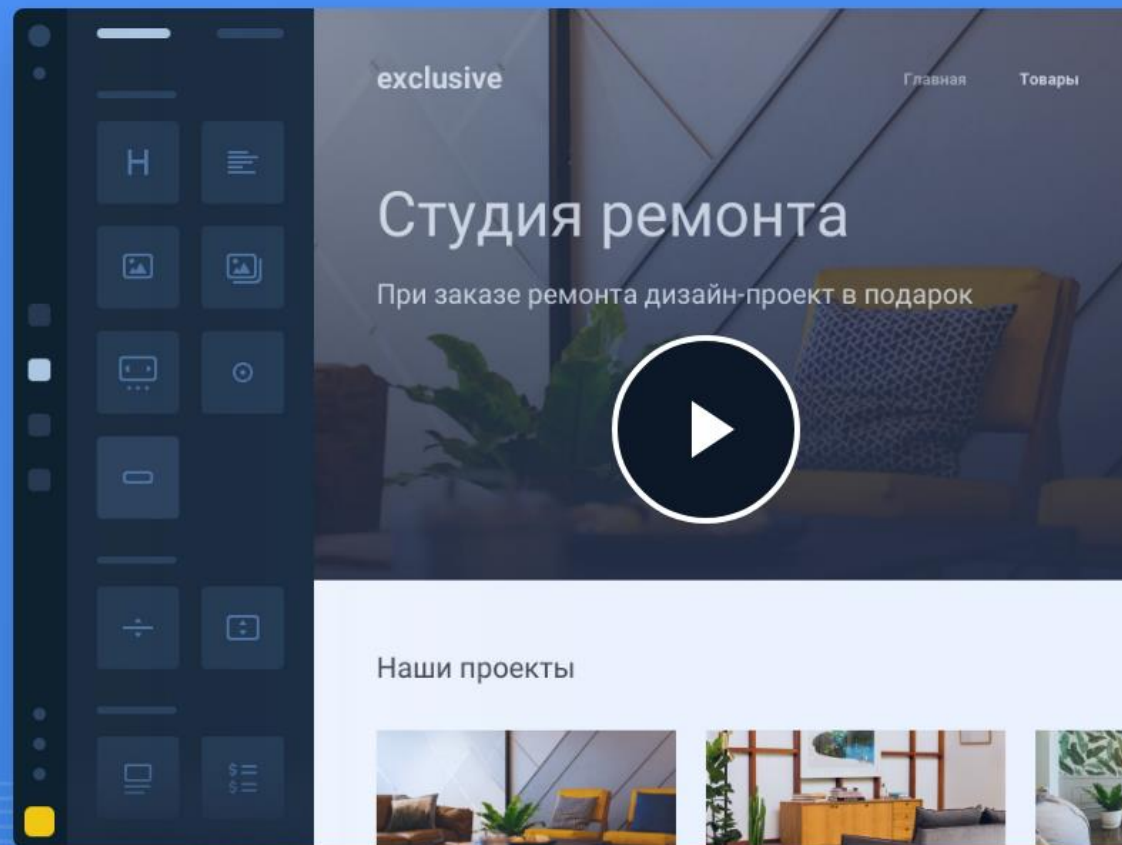 exclusive
Главная Товары
Студия ремонта
При заказе ремонта дизайн-проект в подарок
Наши проекты
H
$
$